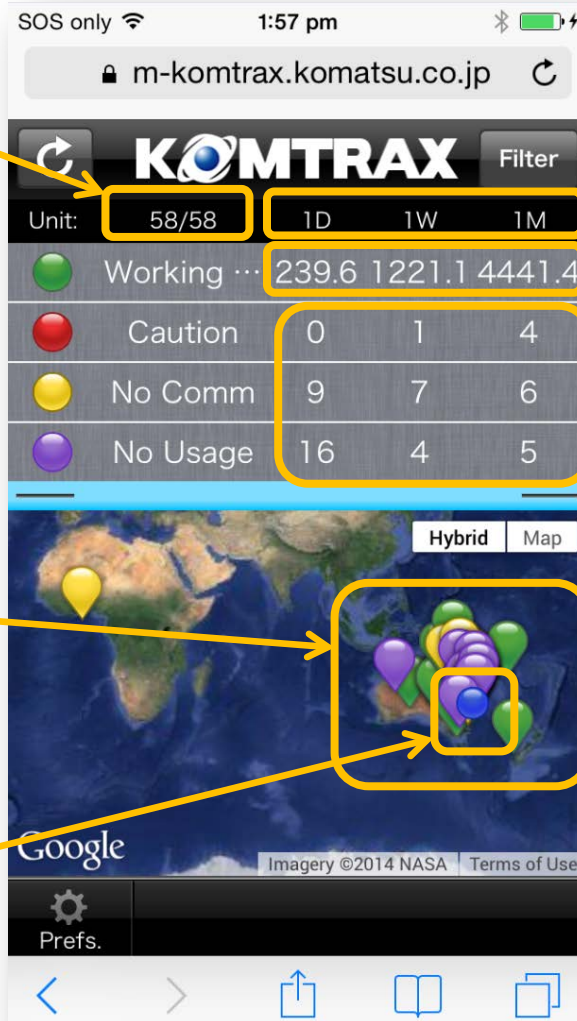 SOS only 1:57 pm
m-komtrax.komatsu.co.jp
KOMTRAX Filter
Unit: 58/58 1D 1W 1M
Working ··· 239.6 1221.1 4441.4
Caution 0 1 4
No Comm 9 7 6
No Usage 16 4 5
Hybrid Map
Google Imagery ©2014 NASA Terms of Use
Prefs.